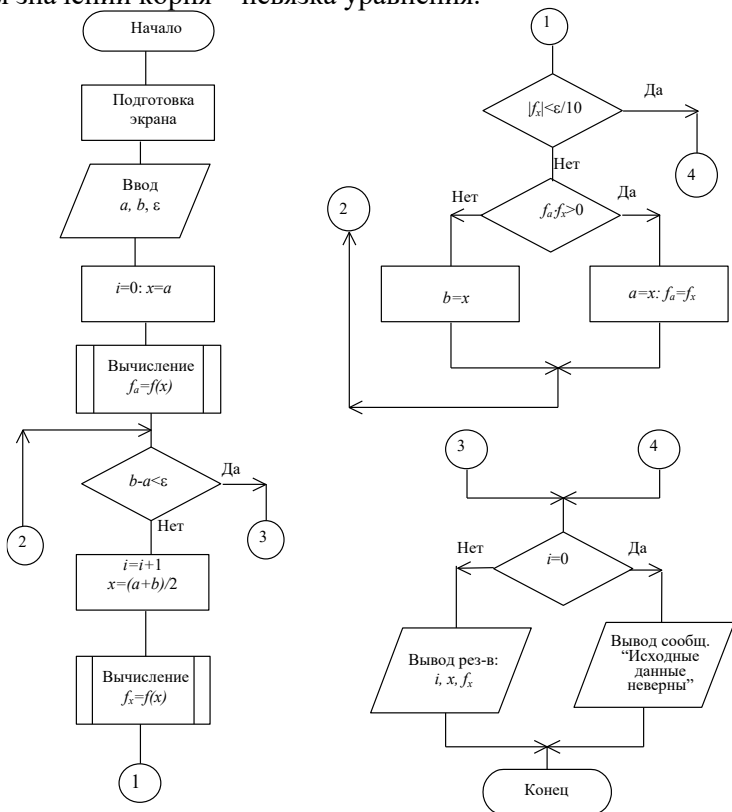 значений корня – невязка уравнения.
Начало
Подготовка
экрана
Ввод
a, b, ε
i=0: x=a
Вычисление
fₐ=f(x)
b-a<ε
Да
Нет
2
3
i=i+1
x=(a+b)/2
Вычисление
fₓ=f(x)
1
1
|fₓ|<ε/10
Да
Нет
4
fₐ·fₓ>0
Нет
Да
2
b=x
a=x: fₐ=fₓ
3
4
i=0
Нет
Да
Вывод рез-в:
i, x, fₓ
Вывод сообщ.
“Исходные
данные
неверны”
Конец